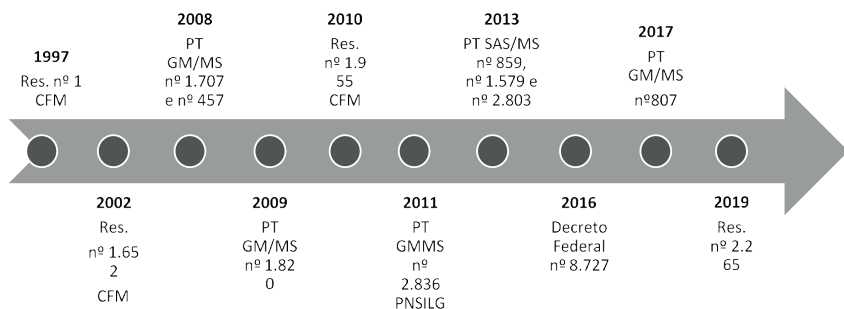 1997
Res. nº 1
CFM
2002
Res.
nº 1.65
2
CFM
2008
PT
GM/MS
nº 1.707
e nº 457
2009
PT
GM/MS
nº 1.82
0
2010
Res.
nº 1.9
55
CFM
2011
PT
GMMS
nº
2.836
PNSILG
2013
PT SAS/MS
nº 859,
nº 1.579 e
nº 2.803
2016
Decreto
Federal
nº 8.727
2017
PT
GM/MS
nº807
2019
Res.
nº 2.2
65